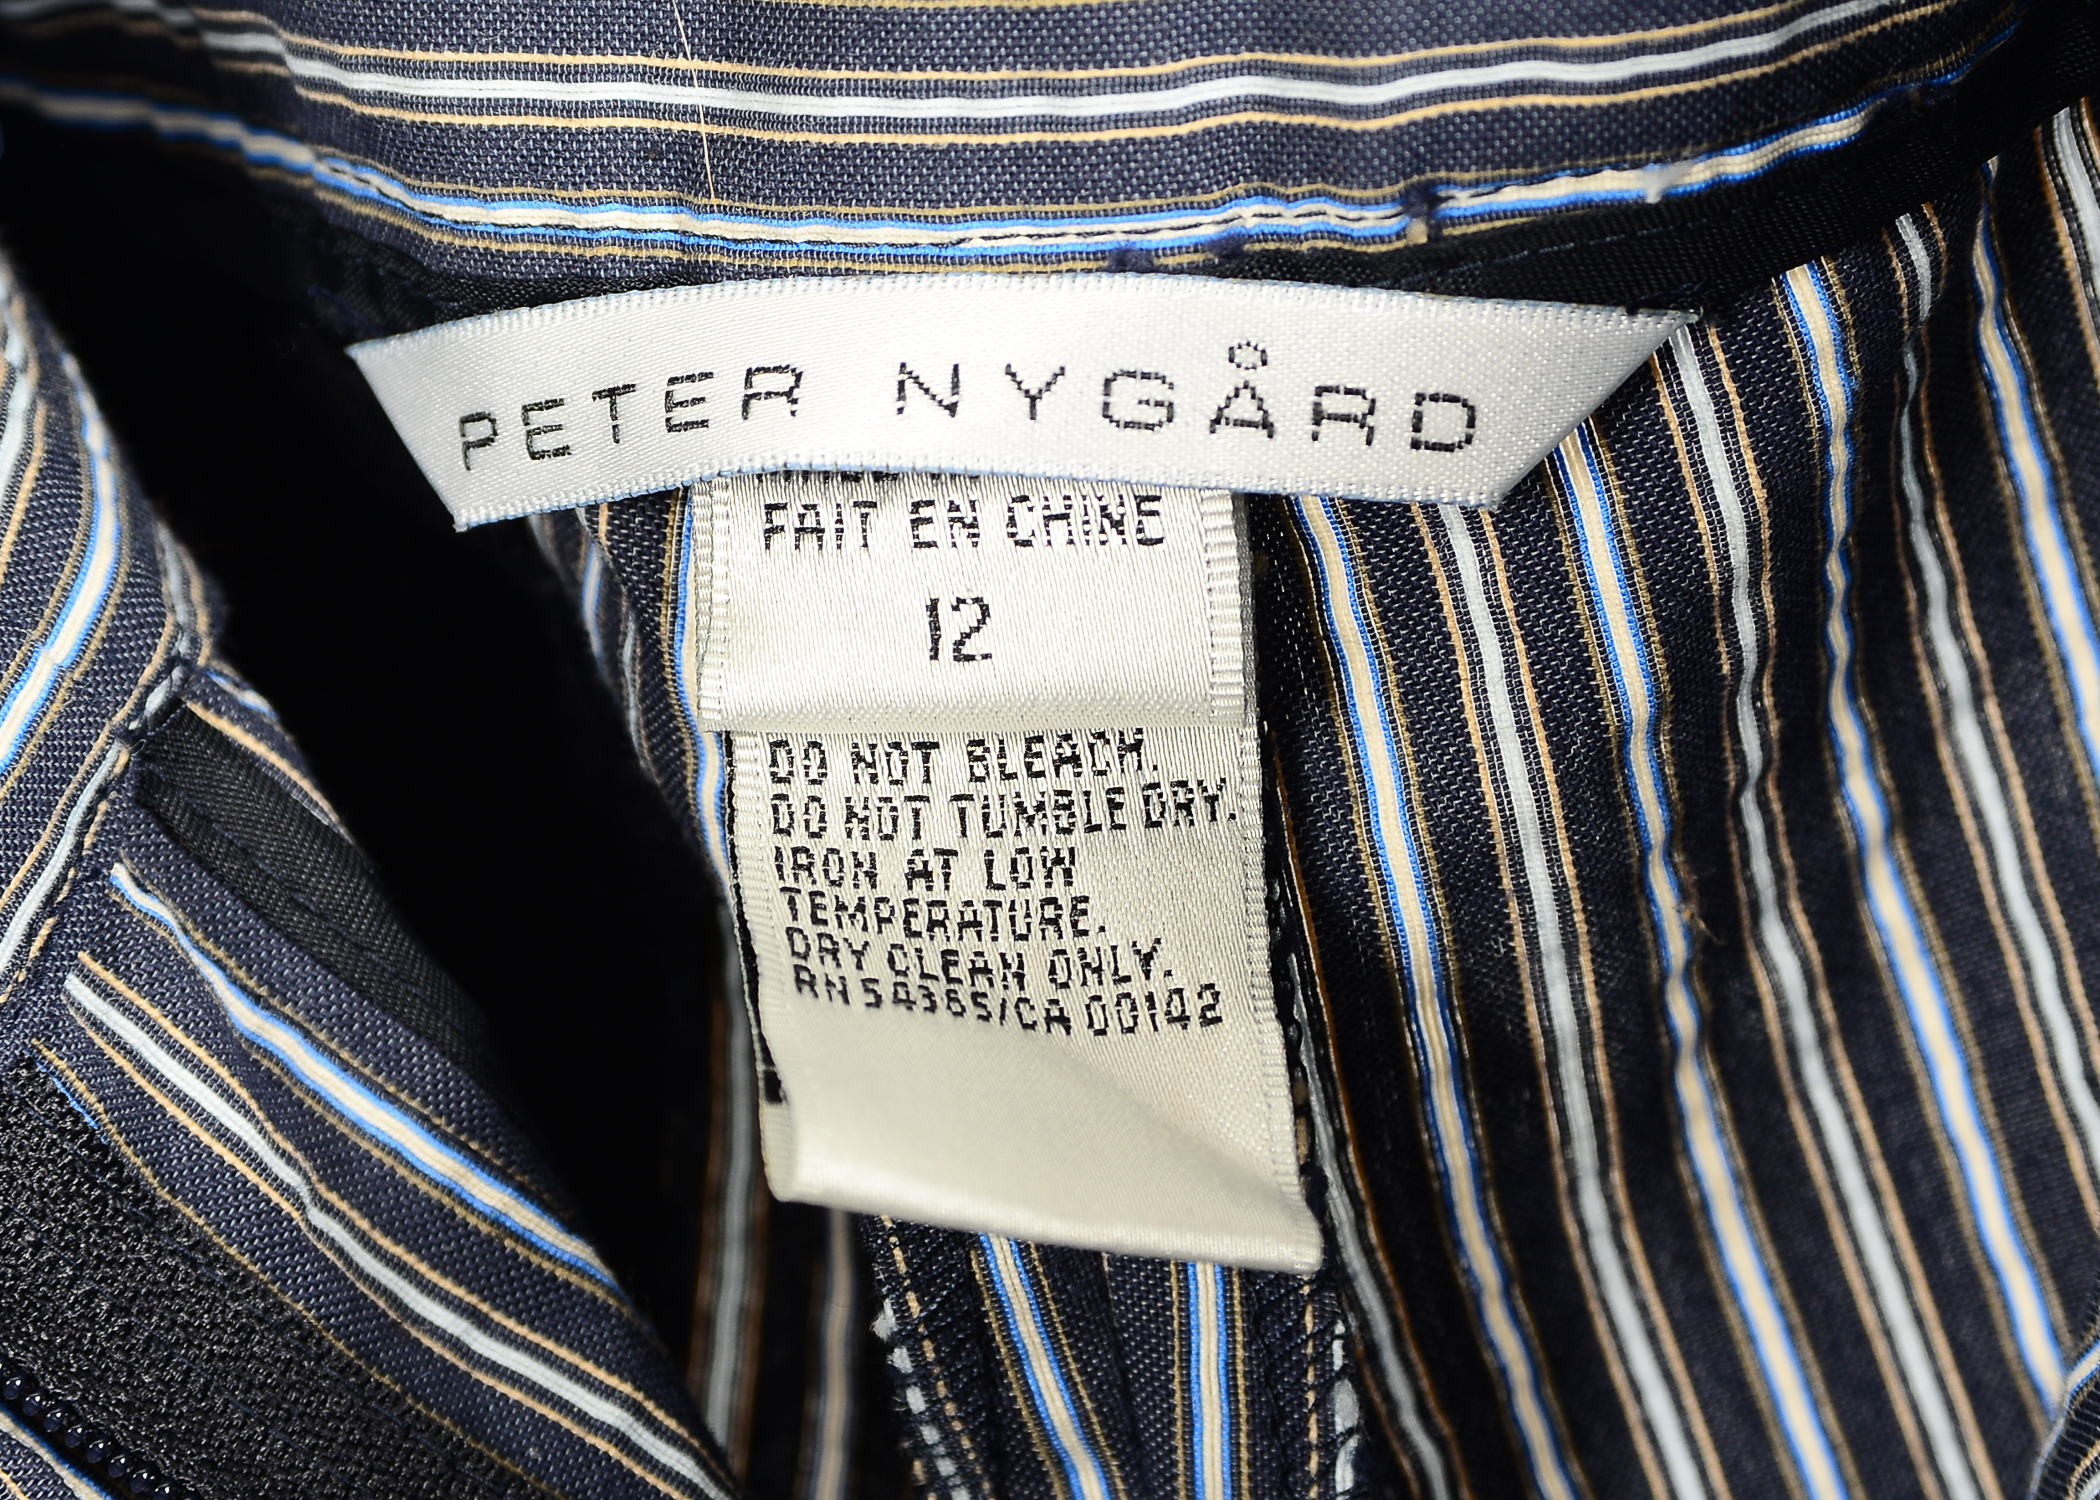 PETER NYGÅRD
FAIT EN CHINE
12
DO NOT BLEACH.
DO NOT TUMBLE DRY.
IRON AT LOW
TEMPERATURE.
DRY CLEAN ONLY.
RN 5A365/CA 00142